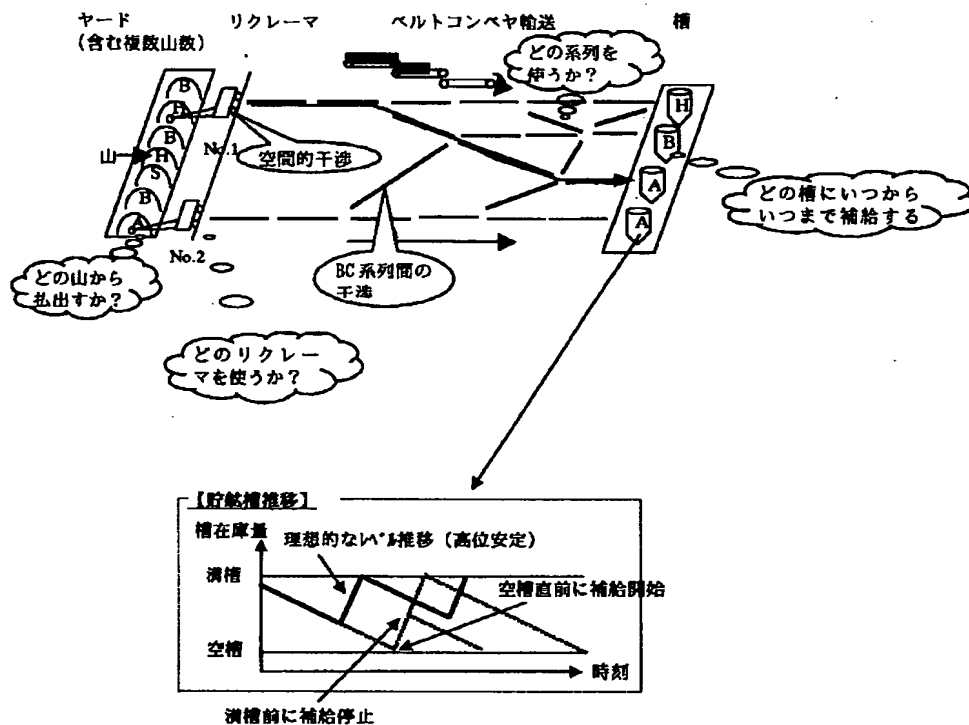 ヤード
(含む複数山数)
リクレーマ
ベルトコンベヤ輸送
槽
どの系列を
使うか?
B
H
B
H
S
B
山
No.1
空間的干渉
H
B
A
A
どの槽にいつから
いつまで補給する
No.2
BC系列間の
干渉
どの山から
払出すか?
どのリクレー
マを使うか?
【貯鉱槽推移】
槽在庫量
理想的なレベル推移(高位安定)
満槽
空槽直前に補給開始
空槽
時刻
満槽前に補給停止